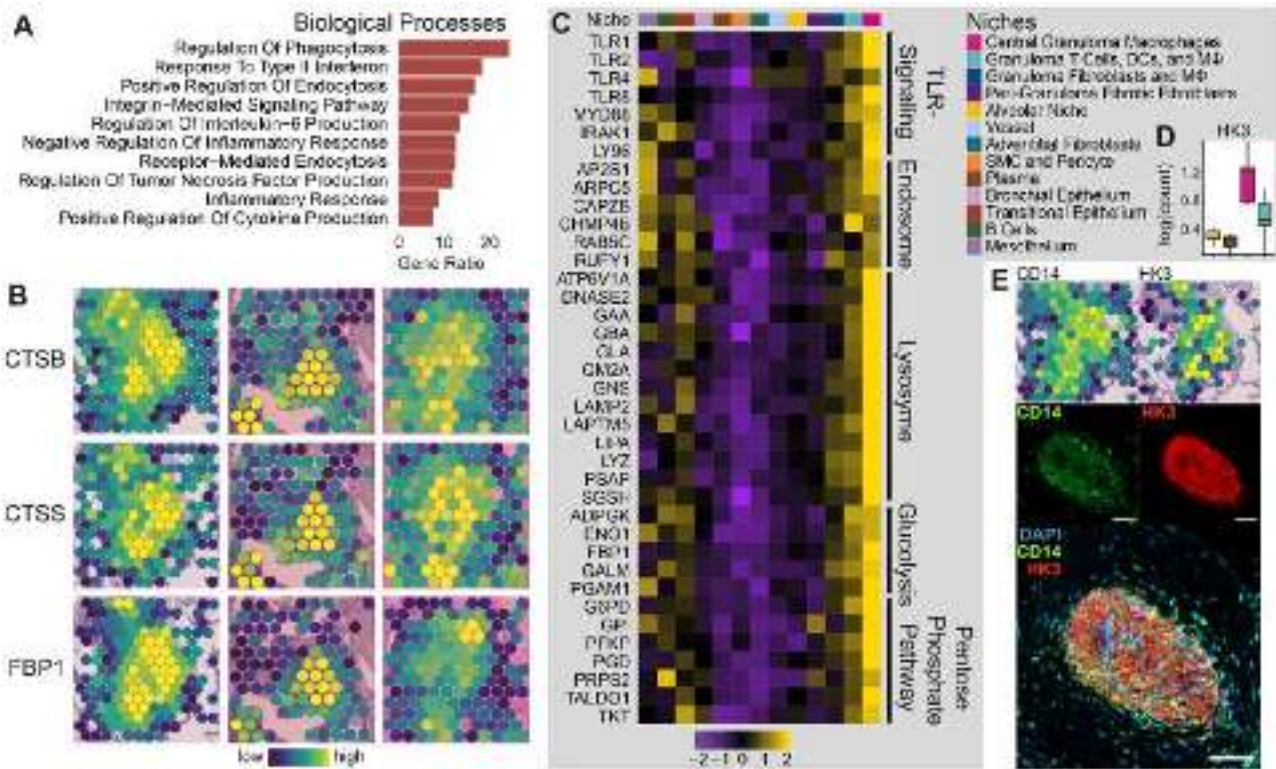 A
Biological Processes
Regulation Of Phagocytosis
Response To Type II Interferon
Positive Regulation Of Endocytosis
Integrin-Mediated Signaling Pathway
Regulation Of Interleukin-6 Production
Negative Regulation Of Inflammatory Response
Receptor-Mediated Endocytosis
Regulation Of Tumor Necrosis Factor Production
Inflammatory Response
Positive Regulation Of Cytokine Production
0 10 20
Gene Ratio
B
CTSB
CTSS
FBP1
low high
C
Niche
TLR1
TLR2
TLR4
TLR8
MYD88
IRAK1
LY96
AP2S1
ARPC5
CAPZB
CHMP4B
RAB5C
RUFY1
ATP6V1A
DNASE2
GAA
GBA
GLA
GM2A
GNS
LAMP2
LAPTM5
LIPA
LYZ
PSAP
SGSH
ADPGK
ENO1
FBP1
GALM
PGAM1
G6PD
GPI
PFKP
PGD
PRPS2
TALDO1
TKT
TLR-
Signaling
Endosome
Lysosyme
Glucolysis
Pentose
Phosphate
Pathway
-2 -1 0 1 2
Niches
Central Granuloma Macrophages
Granuloma T Cells, DCs, and MΦ
Granuloma Fibroblasts and MΦ
Peri-Granuloma Fibrotic Fibroblasts
Alveolar Niche
Vessel
Adventitial Fibroblasts
SMC and Pericyte
Plasma
Bronchial Epithelium
Transitional Epithelium
B Cells
Mesothelium
D
HK3
log(count)
1.2
0.8
0.4
E
CD14 HK3
CD14 HK3
DAPI
CD14
HK3